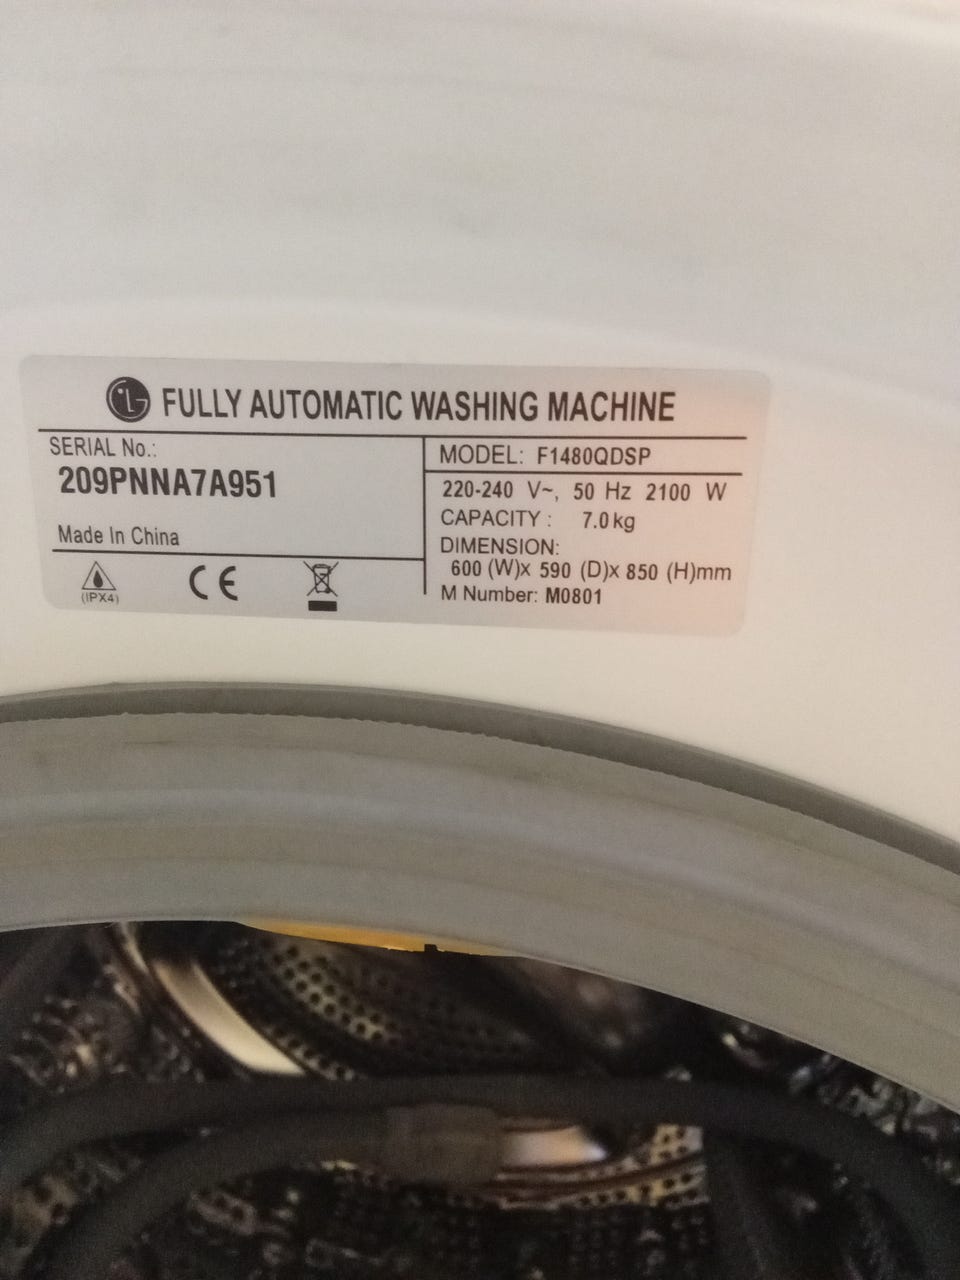 LG FULLY AUTOMATIC WASHING MACHINE
SERIAL No.:
209PNNA7A951
Made In China
(IPX4)
CE
MODEL: F1480QDSP
220-240 V~, 50 Hz 2100 W
CAPACITY : 7.0kg
DIMENSION:
600 (W)x 590 (D)x 850 (H)mm
M Number: M0801